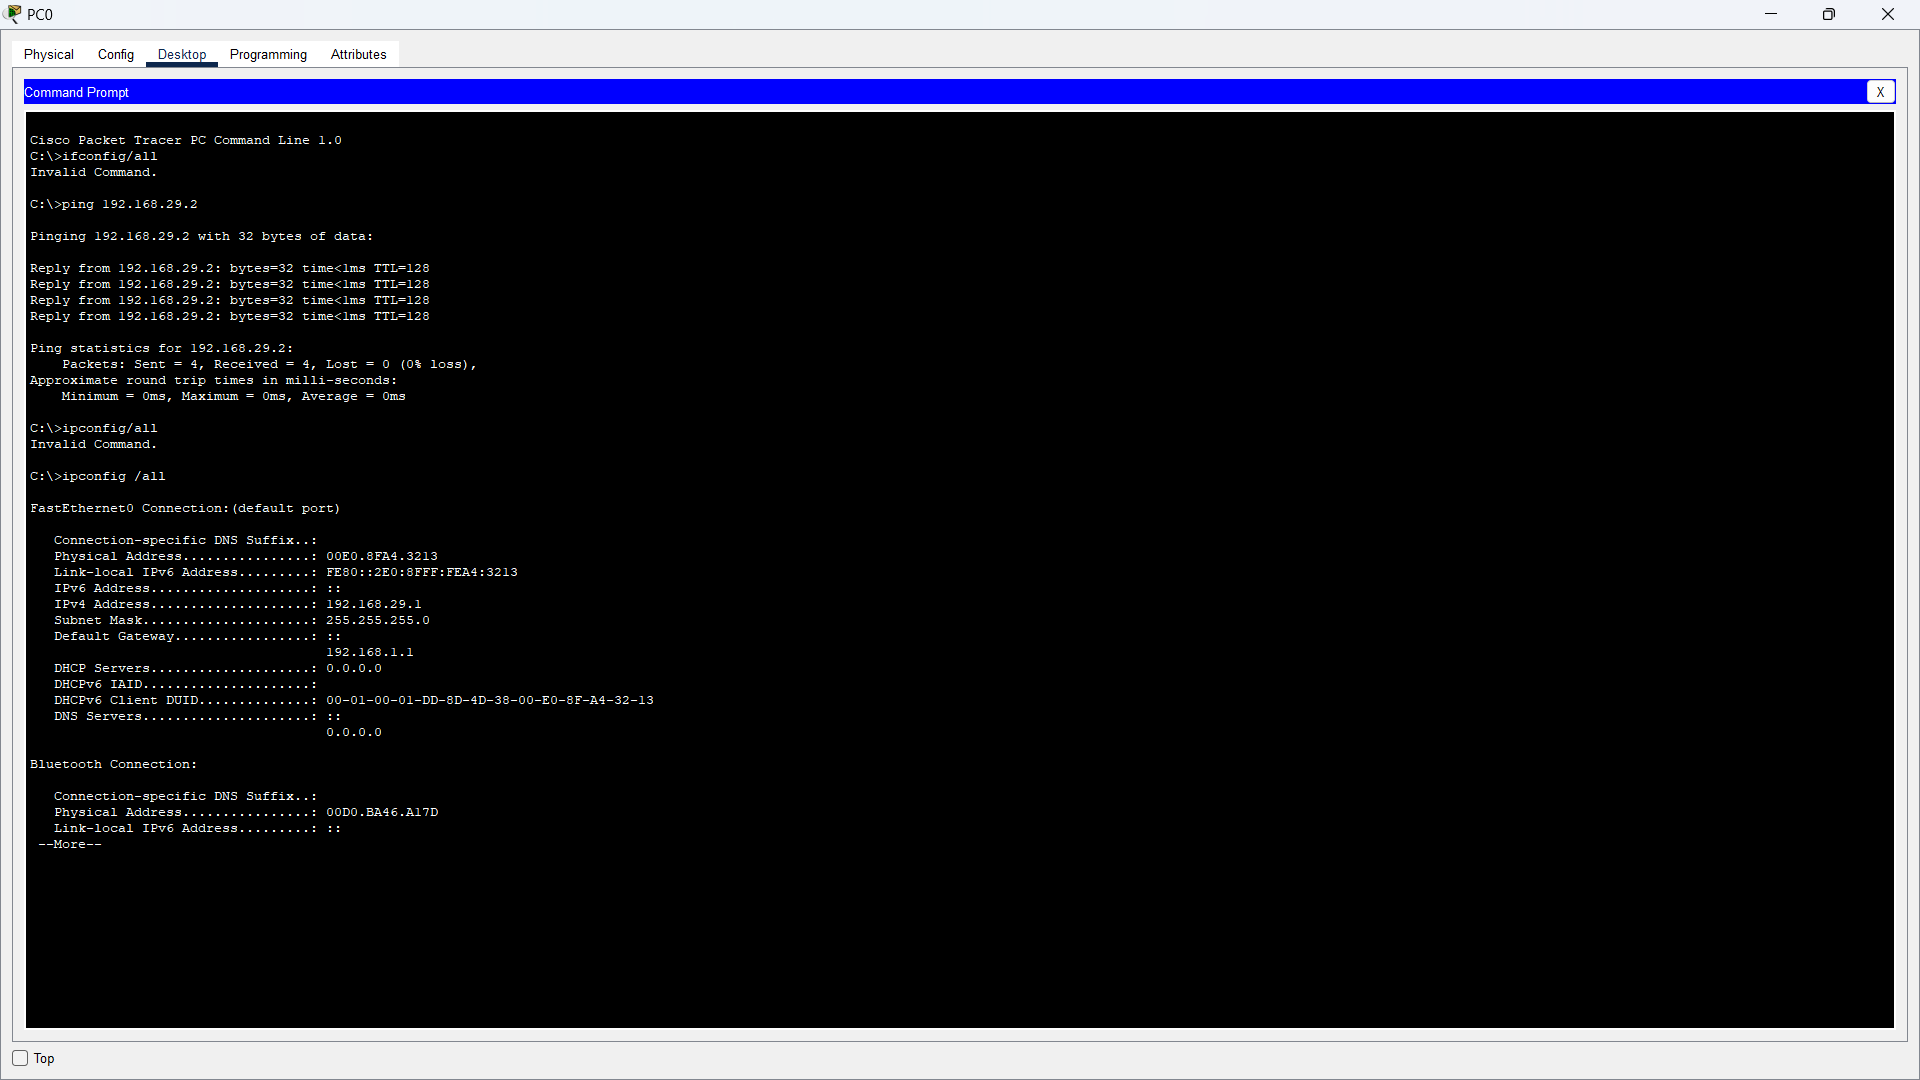 PC0
Physical Config Desktop Programming Attributes
Command Prompt X
Cisco Packet Tracer PC Command Line 1.0
C:\>ifconfig/all
Invalid Command.
C:\>ping 192.168.29.2
Pinging 192.168.29.2 with 32 bytes of data:
Reply from 192.168.29.2: bytes=32 time<1ms TTL=128
Reply from 192.168.29.2: bytes=32 time<1ms TTL=128
Reply from 192.168.29.2: bytes=32 time<1ms TTL=128
Reply from 192.168.29.2: bytes=32 time<1ms TTL=128
Ping statistics for 192.168.29.2:
Packets: Sent = 4, Received = 4, Lost = 0 (0% loss),
Approximate round trip times in milli-seconds:
Minimum = 0ms, Maximum = 0ms, Average = 0ms
C:\>ipconfig/all
Invalid Command.
C:\>ipconfig /all
FastEthernet0 Connection:(default port)
Connection-specific DNS Suffix..:
Physical Address................: 00E0.8FA4.3213
Link-local IPv6 Address.........: FE80::2E0:8FFF:FEA4:3213
IPv6 Address....................: ::
IPv4 Address....................: 192.168.29.1
Subnet Mask.....................: 255.255.255.0
Default Gateway.................: ::
192.168.1.1
DHCP Servers....................: 0.0.0.0
DHCPv6 IAID.....................:
DHCPv6 Client DUID..............: 00-01-00-01-DD-8D-4D-38-00-E0-8F-A4-32-13
DNS Servers.....................: ::
0.0.0.0
Bluetooth Connection:
Connection-specific DNS Suffix..:
Physical Address................: 00D0.BA46.A17D
Link-local IPv6 Address.........: ::
--More--
Top